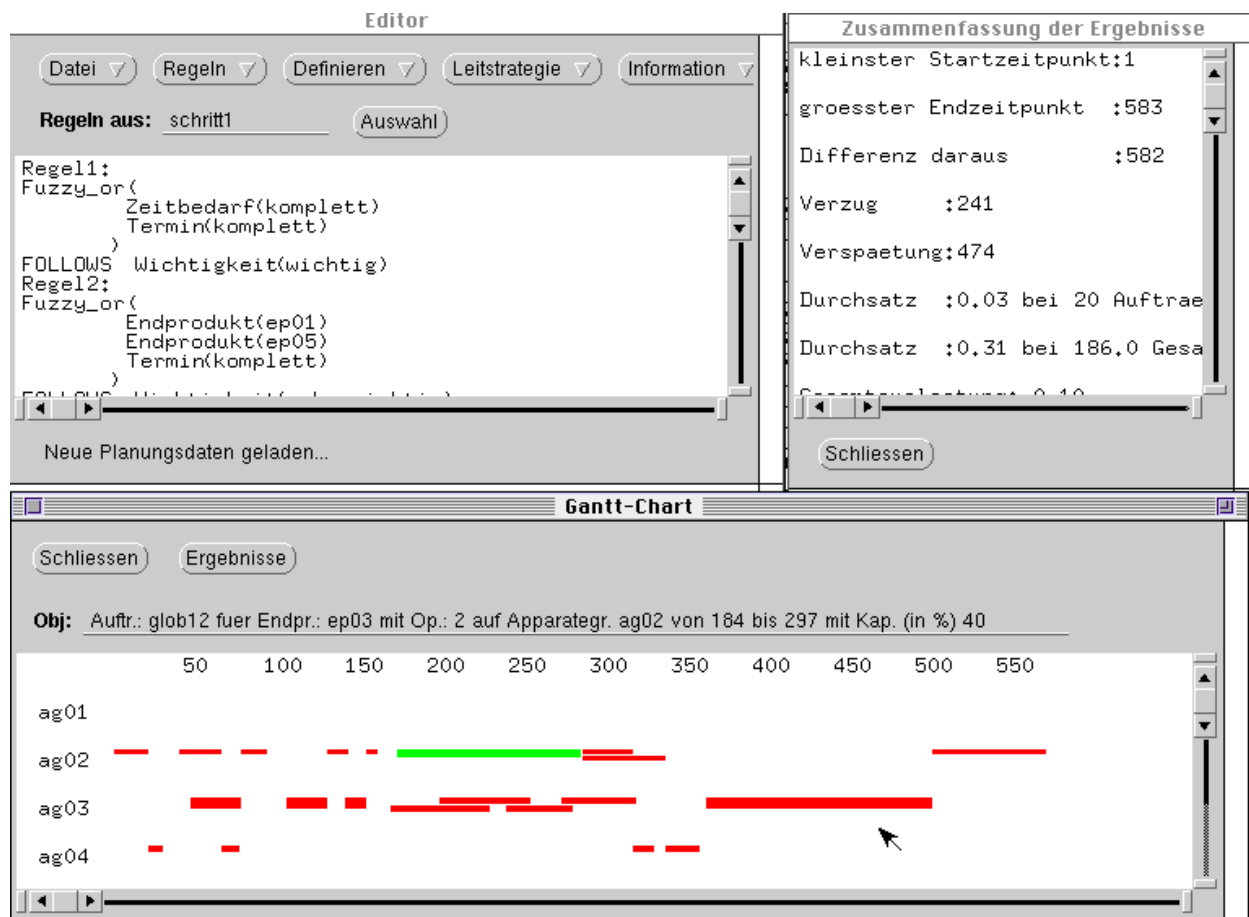 Editor
Datei Regeln Definieren Leitstrategie Information
Regeln aus: schritt1 Auswahl
Regel1:
Fuzzy_or(
Zeitbedarf(komplett)
Termin(komplett)
)
FOLLOWS Wichtigkeit(wichtig)
Regel2:
Fuzzy_or(
Endprodukt(ep01)
Endprodukt(ep05)
Termin(komplett)
)
Neue Planungsdaten geladen...
Zusammenfassung der Ergebnisse
kleinster Startzeitpunkt:1
groesster Endzeitpunkt :583
Differenz daraus :582
Verzug :241
Verspaetung:474
Durchsatz :0.03 bei 20 Auftrae
Durchsatz :0.31 bei 186.0 Gesa
Schliessen
Gantt-Chart
Schliessen Ergebnisse
Obj: Auftr.: glob12 fuer Endpr.: ep03 mit Op.: 2 auf Apparategr. ag02 von 184 bis 297 mit Kap. (in %) 40
50 100 150 200 250 300 350 400 450 500 550
ag01
ag02
ag03
ag04